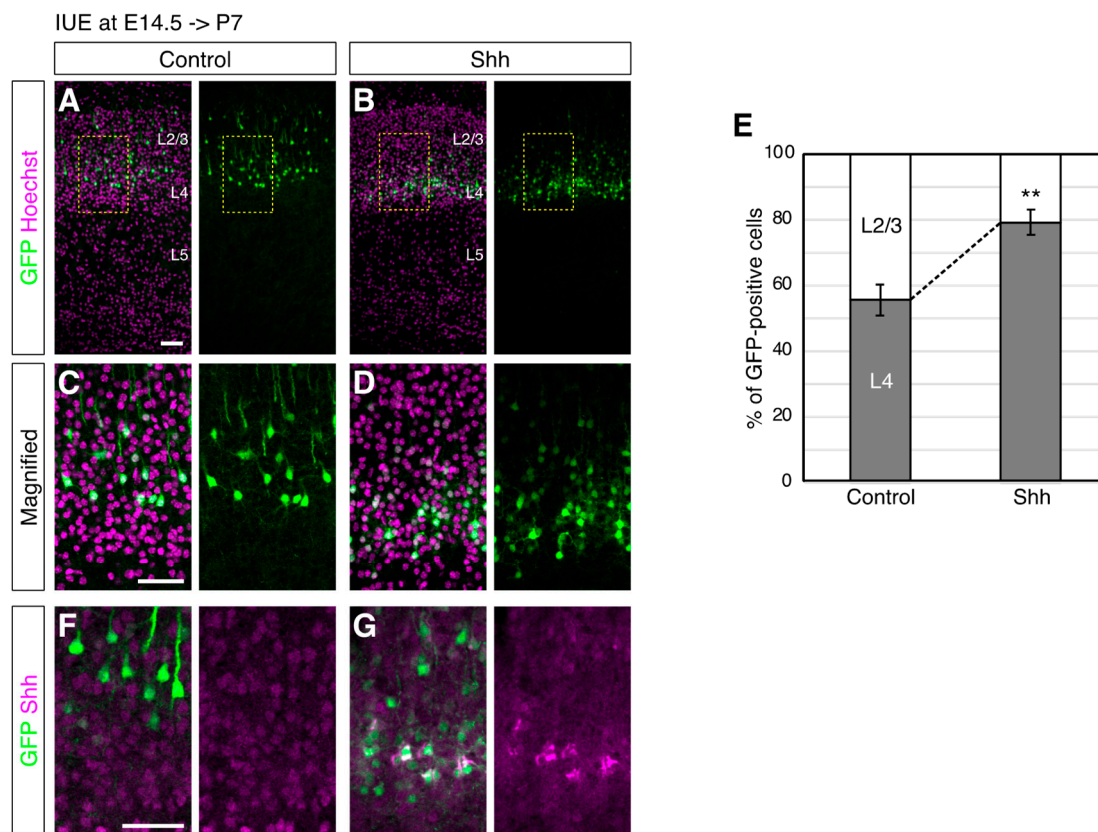 IUE at E14.5 -> P7
Control
Shh
GFP Hoechst
A
L2/3
L4
L5
B
L2/3
L4
L5
Magnified
C
D
GFP Shh
F
G
E
% of GFP-positive cells
100
80
60
40
20
0
L2/3
L4
**
Control
Shh